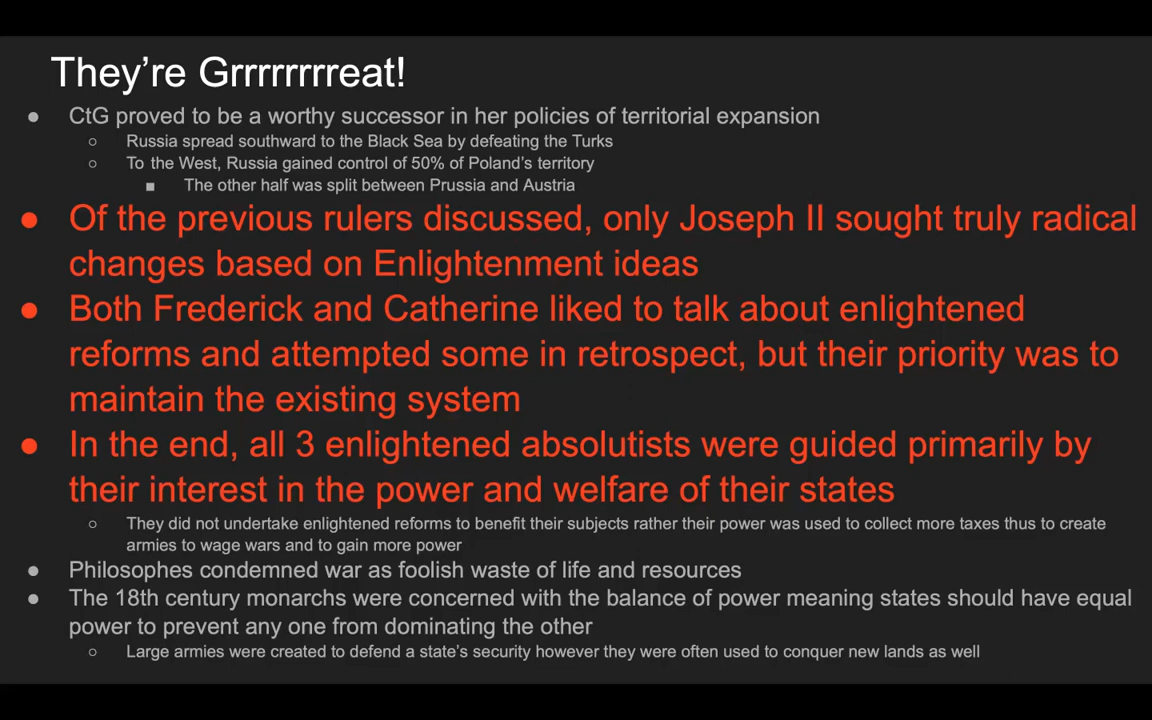 They're Grrrrrrreat!
● CtG proved to be a worthy successor in her policies of territorial expansion
○ Russia spread southward to the Black Sea by defeating the Turks
○ To the West, Russia gained control of 50% of Poland's territory
■ The other half was split between Prussia and Austria
● Of the previous rulers discussed, only Joseph II sought truly radical
changes based on Enlightenment ideas
● Both Frederick and Catherine liked to talk about enlightened
reforms and attempted some in retrospect, but their priority was to
maintain the existing system
● In the end, all 3 enlightened absolutists were guided primarily by
their interest in the power and welfare of their states
○ They did not undertake enlightened reforms to benefit their subjects rather their power was used to collect more taxes thus to create
armies to wage wars and to gain more power
● Philosophes condemned war as foolish waste of life and resources
● The 18th century monarchs were concerned with the balance of power meaning states should have equal
power to prevent any one from dominating the other
○ Large armies were created to defend a state's security however they were often used to conquer new lands as well